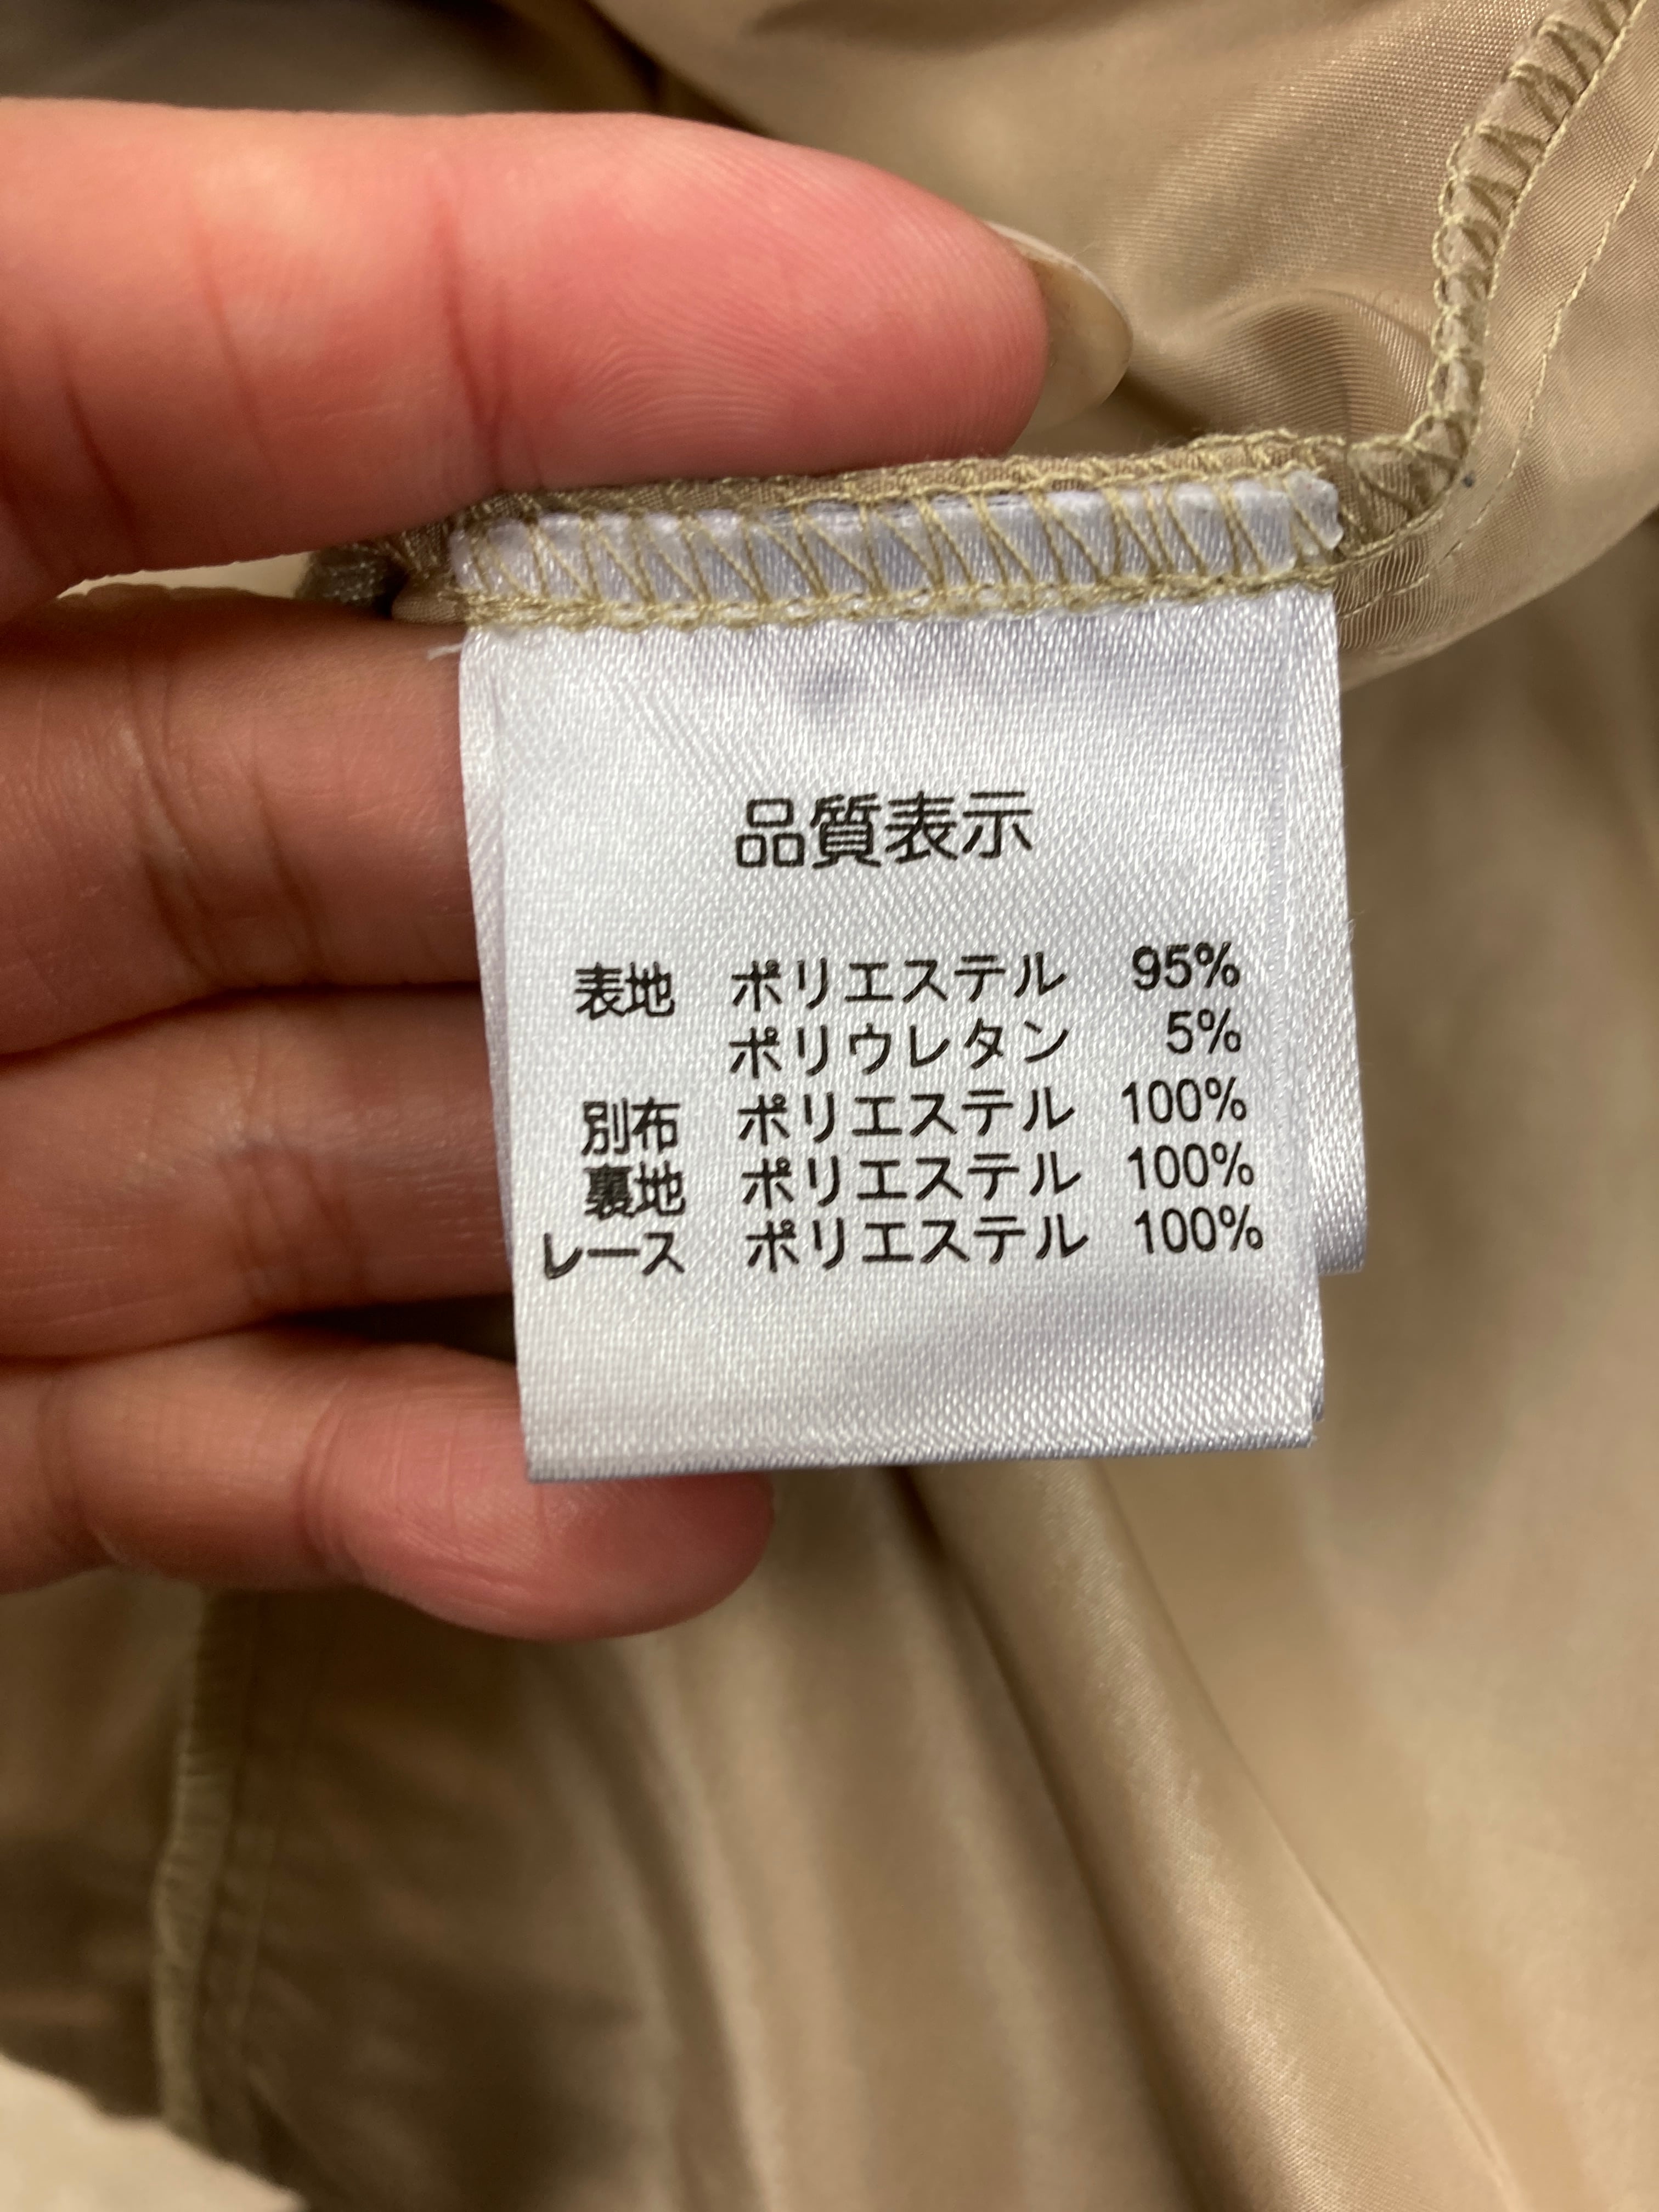 品質表示
表地 ポリエステル 95%
ポリウレタン 5%
別布 ポリエステル 100%
裏地 ポリエステル 100%
レース ポリエステル 100%